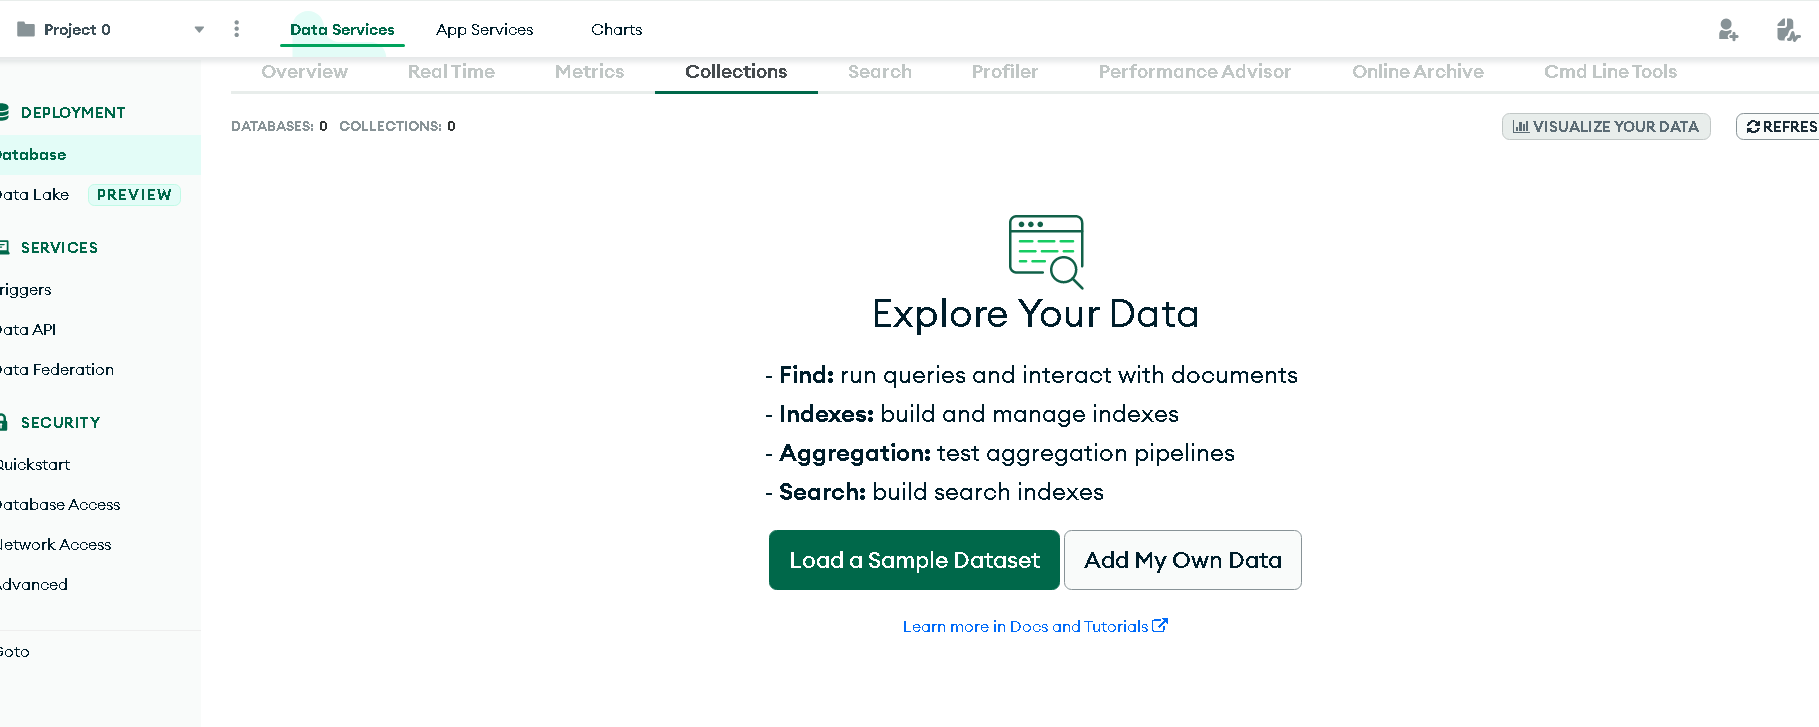 Project 0
Data Services App Services Charts
Overview Real Time Metrics Collections Search Profiler Performance Advisor Online Archive Cmd Line Tools
DEPLOYMENT
DATABASES: 0 COLLECTIONS: 0
VISUALIZE YOUR DATA
REFRES
atabase
ata Lake PREVIEW
SERVICES
riggers
ata API
ata Federation
SECURITY
uickstart
atabase Access
etwork Access
dvanced
oto
Explore Your Data
- Find: run queries and interact with documents
- Indexes: build and manage indexes
- Aggregation: test aggregation pipelines
- Search: build search indexes
Load a Sample Dataset Add My Own Data
Learn more in Docs and Tutorials